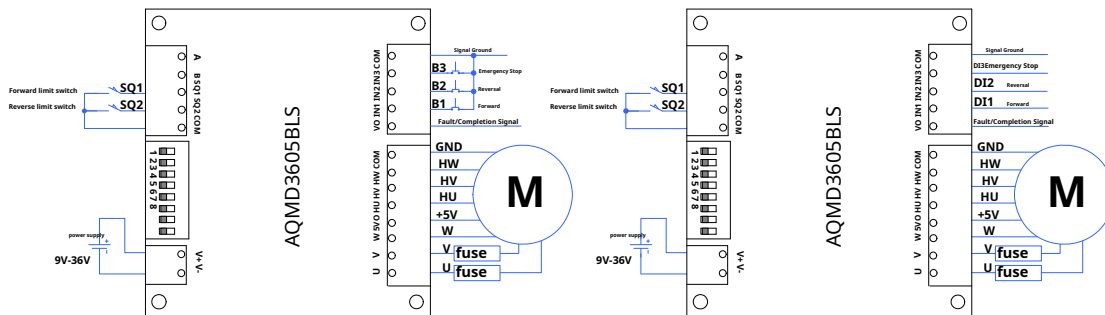 A
B SQ1 SQ2 COM
Forward limit switch
SQ1
Reverse limit switch
SQ2
1 2 3 4 5 6 7 8
power supply
+
9V-36V
V+ V-
AQMD3605BLS
VO IN1 IN2 IN3 COM
Signal Ground
B3
Emergency Stop
B2
Reversal
B1
Forward
Fault/Completion Signal
U V W 5VO HU HV HW COM
GND
HW
HV
HU
+5V
W
V
fuse
U
fuse
M
A
B SQ1 SQ2 COM
Forward limit switch
SQ1
Reverse limit switch
SQ2
1 2 3 4 5 6 7 8
power supply
+
9V-36V
V+ V-
AQMD3605BLS
VO IN1 IN2 IN3 COM
Signal Ground
DI3Emergency Stop
DI2
Reversal
DI1
Forward
Fault/Completion Signal
U V W 5VO HU HV HW COM
GND
HW
HV
HU
+5V
W
V
fuse
U
fuse
M